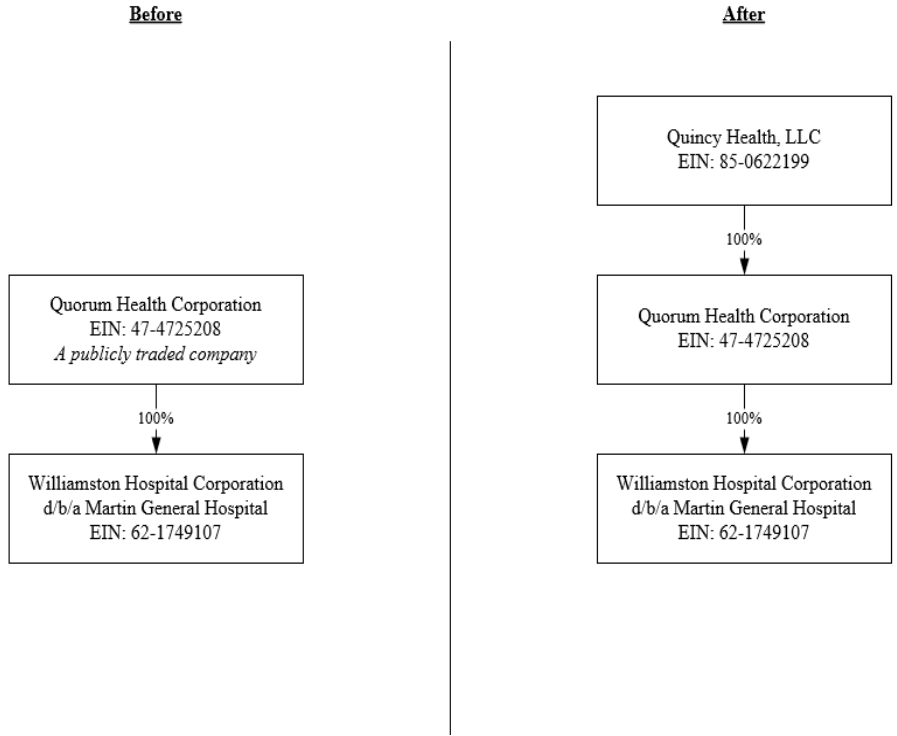 Before
Quorum Health Corporation
EIN: 47-4725208
A publicly traded company
100%
Williamston Hospital Corporation
d/b/a Martin General Hospital
EIN: 62-1749107
After
Quincy Health, LLC
EIN: 85-0622199
100%
Quorum Health Corporation
EIN: 47-4725208
100%
Williamston Hospital Corporation
d/b/a Martin General Hospital
EIN: 62-1749107